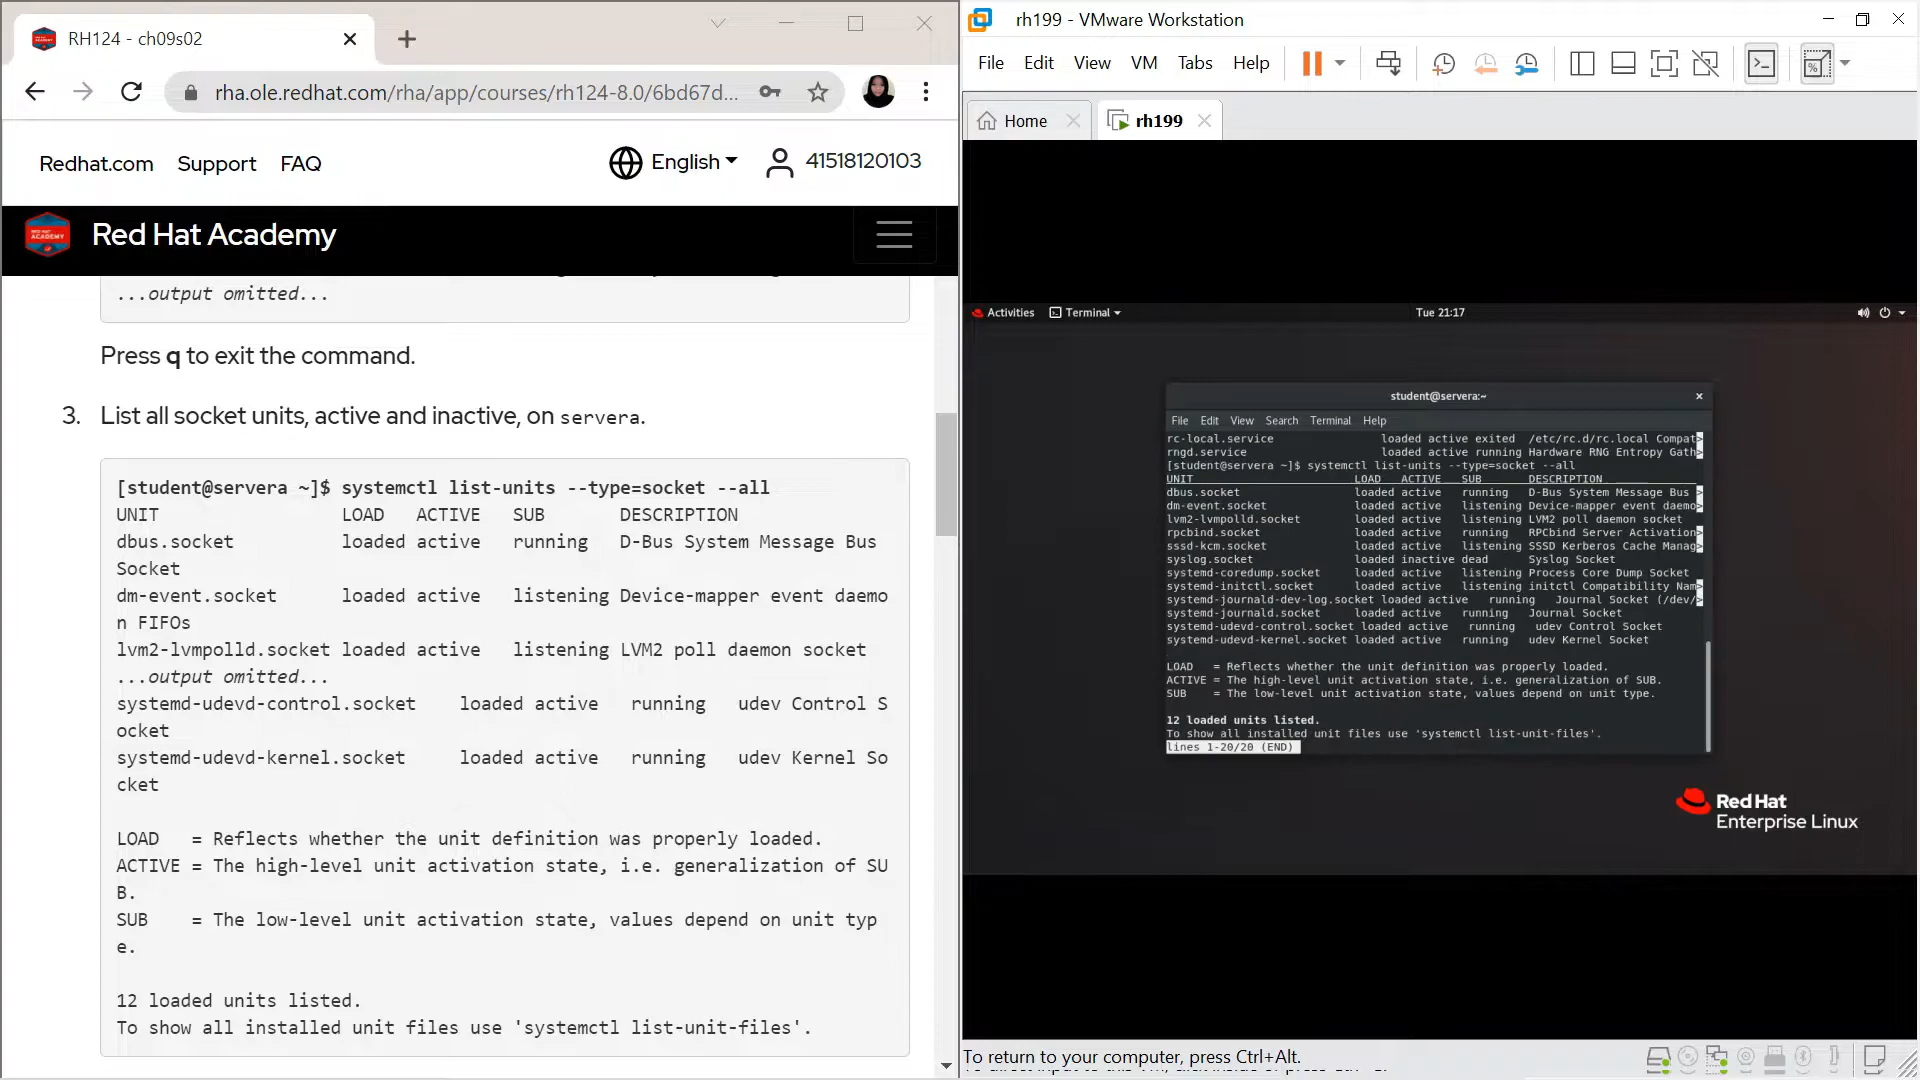 RH124 - ch09s02
rha.ole.redhat.com/rha/app/courses/rh124-8.0/6bd67d...
Redhat.com Support FAQ English 41518120103
RED HAT ACADEMY Red Hat Academy
...output omitted...
Press q to exit the command.
3. List all socket units, active and inactive, on servera.
[student@servera ~]$ systemctl list-units --type=socket --all
UNIT LOAD ACTIVE SUB DESCRIPTION
dbus.socket loaded active running D-Bus System Message Bus
Socket
dm-event.socket loaded active listening Device-mapper event daemo
n FIFOs
lvm2-lvmpolld.socket loaded active listening LVM2 poll daemon socket
...output omitted...
systemd-udevd-control.socket loaded active running udev Control S
ocket
systemd-udevd-kernel.socket loaded active running udev Kernel So
cket
LOAD = Reflects whether the unit definition was properly loaded.
ACTIVE = The high-level unit activation state, i.e. generalization of SU
B.
SUB = The low-level unit activation state, values depend on unit typ
e.
12 loaded units listed.
To show all installed unit files use 'systemctl list-unit-files'.
rh199 - VMware Workstation
File Edit View VM Tabs Help
Home rh199
Activities Terminal Tue 21:17
student@servera:~
File Edit View Search Terminal Help
rc-local.service loaded active exited /etc/rc.d/rc.local Compat>
rngd.service loaded active running Hardware RNG Entropy Gath>
[student@servera ~]$ systemctl list-units --type=socket --all
UNIT LOAD ACTIVE SUB DESCRIPTION
dbus.socket loaded active running D-Bus System Message Bus >
dm-event.socket loaded active listening Device-mapper event daemo>
lvm2-lvmpolld.socket loaded active listening LVM2 poll daemon socket
rpcbind.socket loaded active running RPCbind Server Activation>
sssd-kcm.socket loaded active listening SSSD Kerberos Cache Manag>
syslog.socket loaded inactive dead Syslog Socket
systemd-coredump.socket loaded active listening Process Core Dump Socket
systemd-initctl.socket loaded active listening initctl Compatibility Nam>
systemd-journald-dev-log.socket loaded active running Journal Socket (/dev/>
systemd-journald.socket loaded active running Journal Socket
systemd-udevd-control.socket loaded active running udev Control Socket
systemd-udevd-kernel.socket loaded active running udev Kernel Socket
LOAD = Reflects whether the unit definition was properly loaded.
ACTIVE = The high-level unit activation state, i.e. generalization of SUB.
SUB = The low-level unit activation state, values depend on unit type.
12 loaded units listed.
To show all installed unit files use 'systemctl list-unit-files'.
lines 1-20/20 (END)
Red Hat
Enterprise Linux
To return to your computer, press Ctrl+Alt.